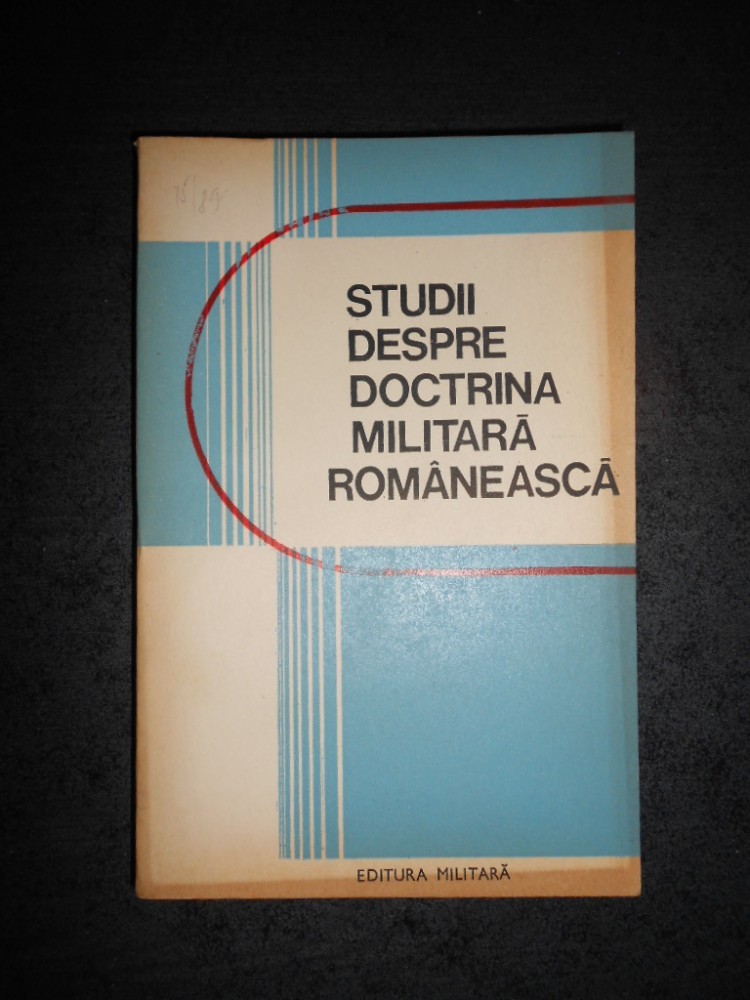 STUDII
DESPRE
DOCTRINA
MILITARĂ
ROMÂNEASCĂ
EDITURA MILITARĂ